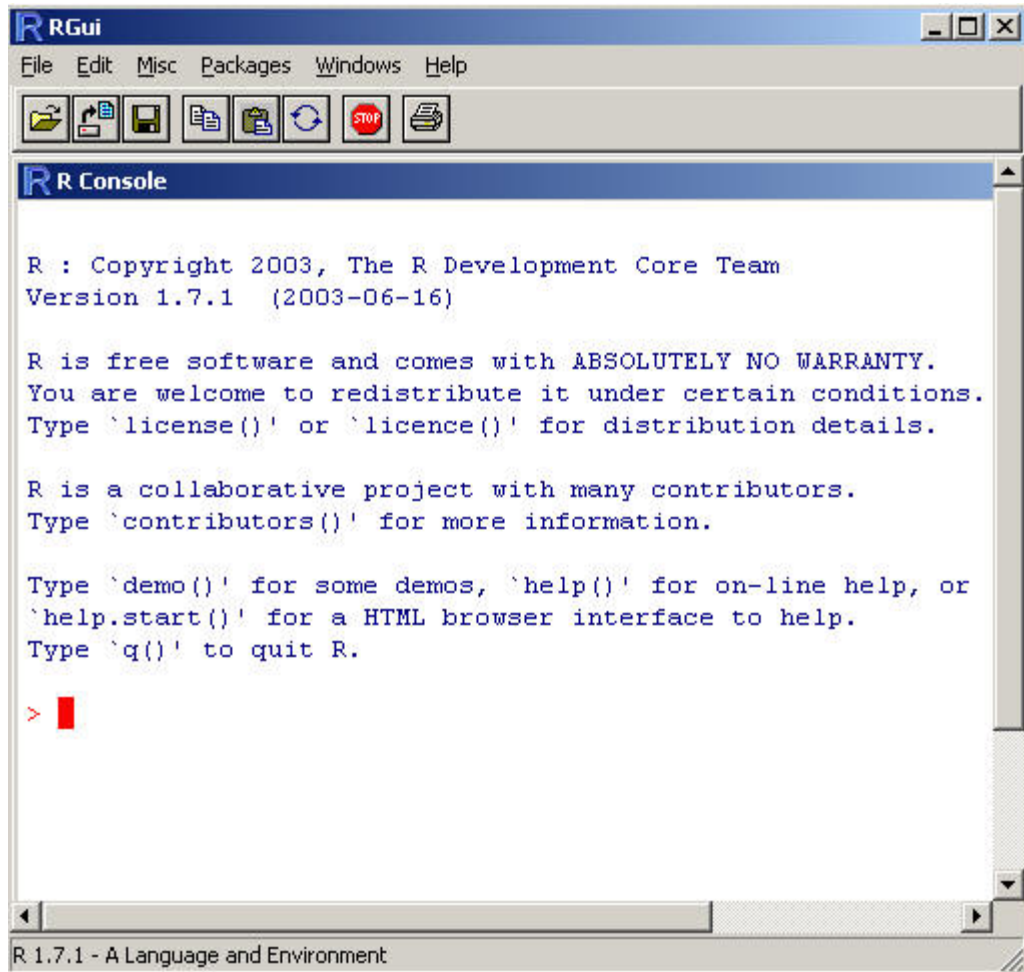 RGui
File Edit Misc Packages Windows Help
STOP
R Console
R : Copyright 2003, The R Development Core Team
Version 1.7.1  (2003-06-16)
R is free software and comes with ABSOLUTELY NO WARRANTY.
You are welcome to redistribute it under certain conditions.
Type `license()' or `licence()' for distribution details.
R is a collaborative project with many contributors.
Type `contributors()' for more information.
Type `demo()' for some demos, `help()' for on-line help, or
`help.start()' for a HTML browser interface to help.
Type `q()' to quit R.
>
R 1.7.1 - A Language and Environment